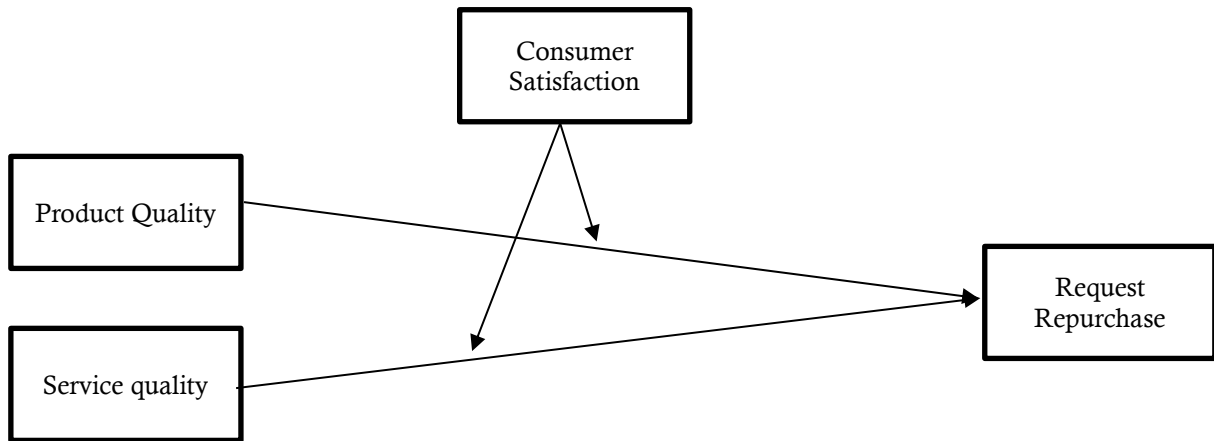 Consumer
Satisfaction
Product Quality
Service quality
Request
Repurchase